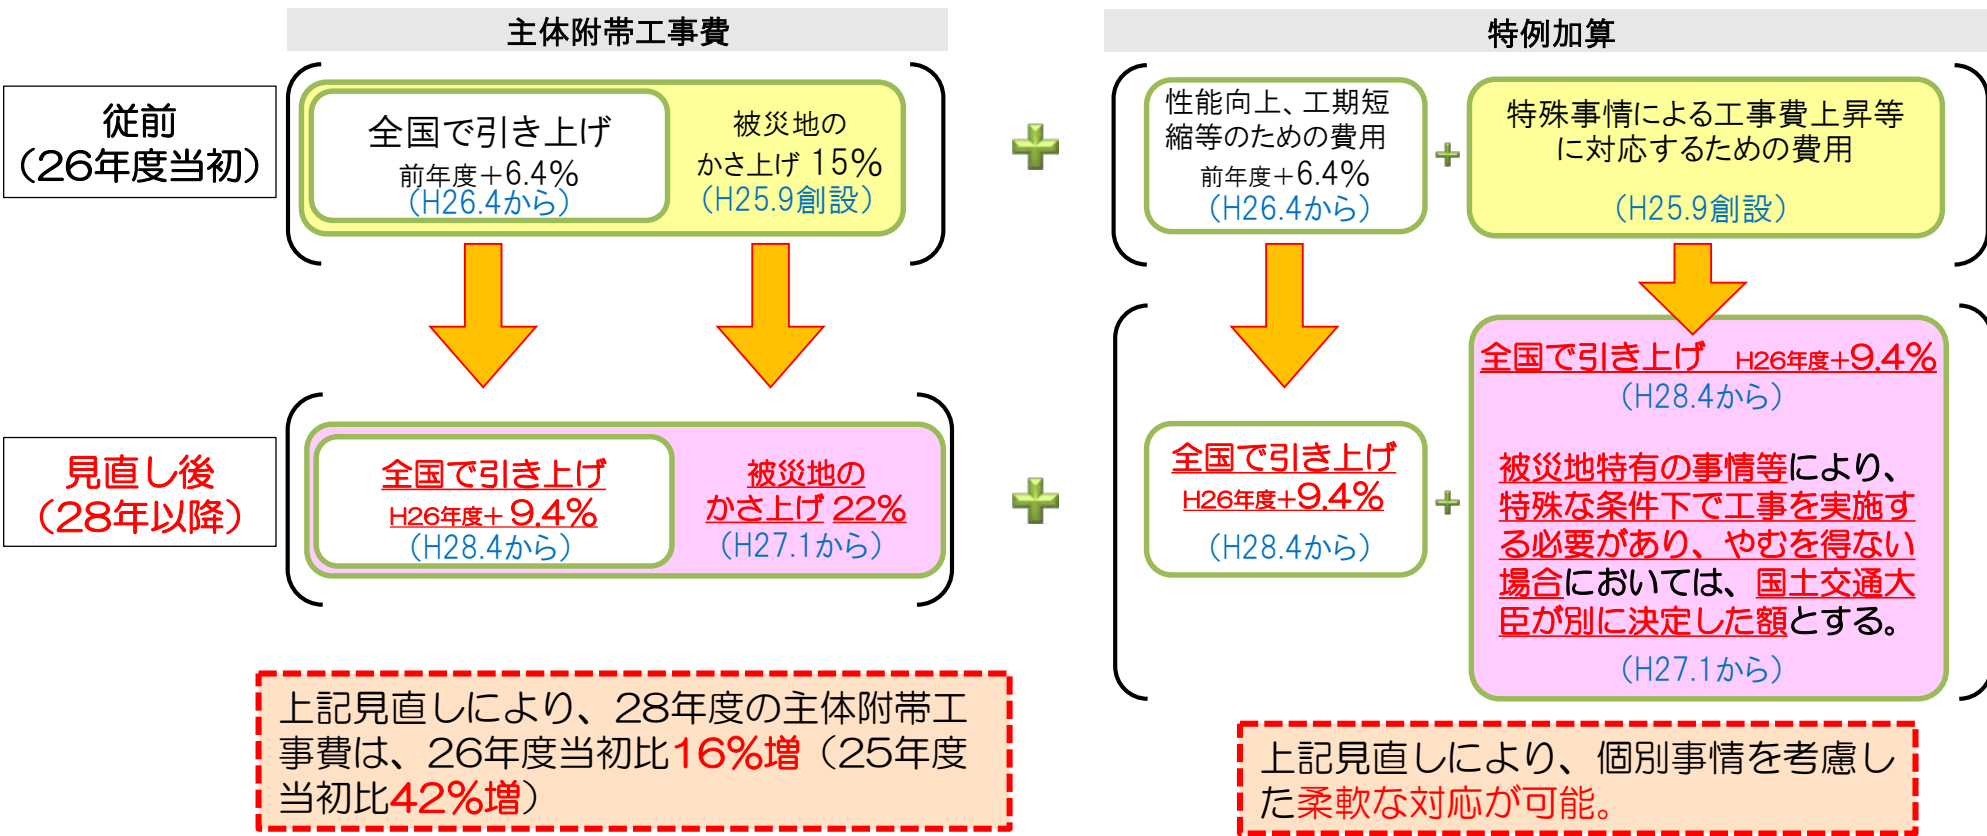 主体附帯工事費
特例加算
従前
（26年度当初）
全国で引き上げ
前年度＋6.4%
（H26.4から）
被災地の
かさ上げ 15%
（H25.9創設）
性能向上、工期短
縮等のための費用
前年度＋6.4%
（H26.4から）
特殊事情による工事費上昇等
に対応するための費用
（H25.9創設）
見直し後
（28年以降）
全国で引き上げ
H26年度＋9.4%
（H28.4から）
被災地の
かさ上げ 22%
（H27.1から）
全国で引き上げ
H26年度＋9.4%
（H28.4から）
全国で引き上げ　H26年度＋9.4%
（H28.4から）
被災地特有の事情等により、
特殊な条件下で工事を実施す
る必要があり、やむを得ない
場合においては、国土交通大
臣が別に決定した額とする。
（H27.1から）
上記見直しにより、28年度の主体附帯工
事費は、26年度当初比16%増（25年度
当初比42%増）
上記見直しにより、個別事情を考慮し
た柔軟な対応が可能。